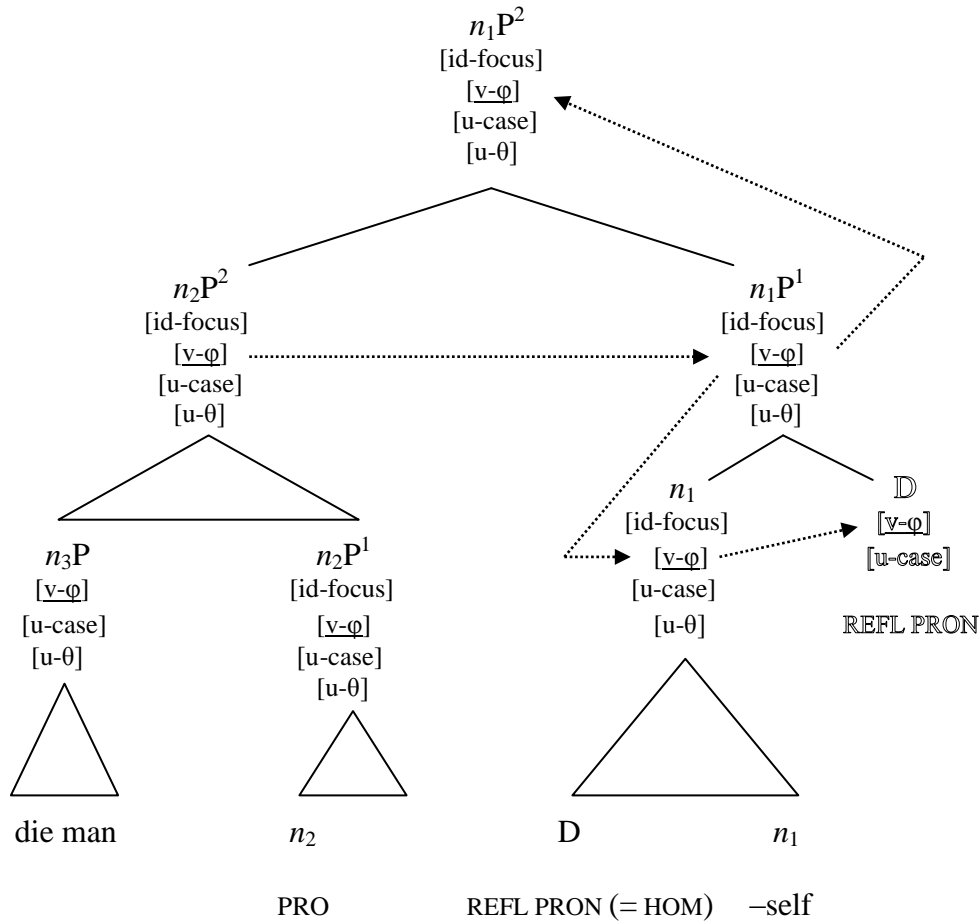 n₁P²
[id-focus]
[v-φ]
[u-case]
[u-θ]
n₂P² n₁P¹
[id-focus] [id-focus]
[v-φ] [v-φ]
[u-case] [u-case]
[u-θ] [u-θ]
n₁ D
[id-focus] [v-φ]
[v-φ] [u-case]
[u-case]
[u-θ] REFL PRON
n₃P n₂P¹
[v-φ] [id-focus]
[u-case] [v-φ]
[u-θ] [u-case]
[u-θ]
die man n₂ D n₁
PRO REFL PRON (= HOM) –self